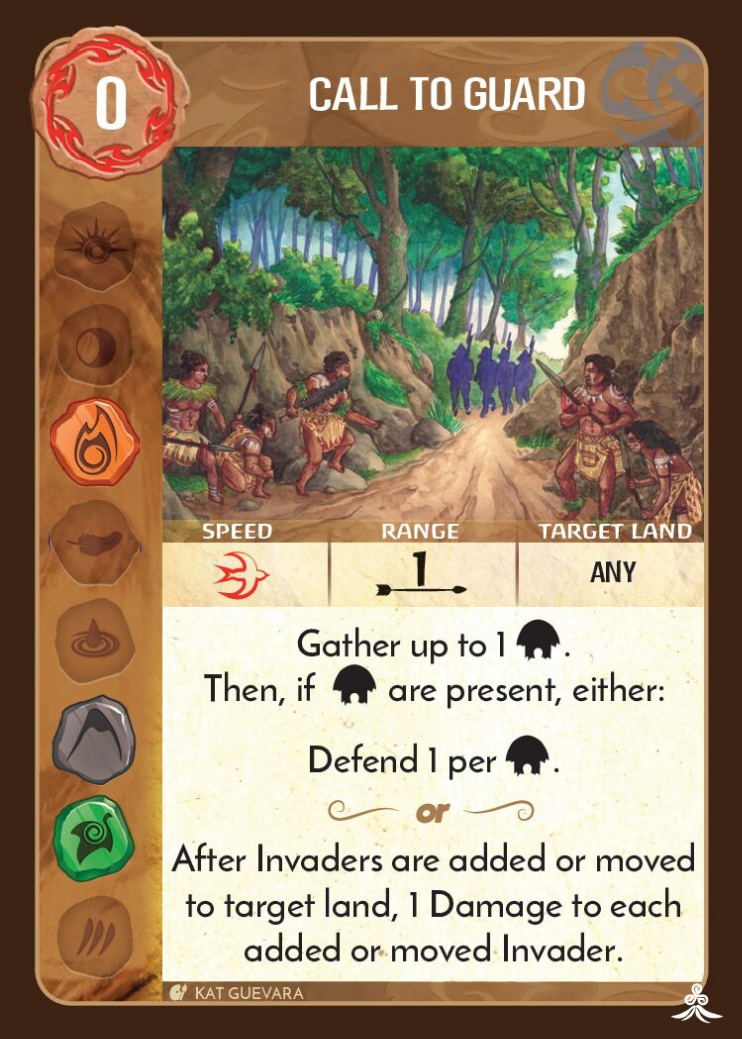 0
CALL TO GUARD
SPEED RANGE TARGET LAND
1 ANY
Gather up to 1 .
Then, if are present, either:
Defend 1 per .
or
After Invaders are added or moved
to target land, 1 Damage to each
added or moved Invader.
KAT GUEVARA